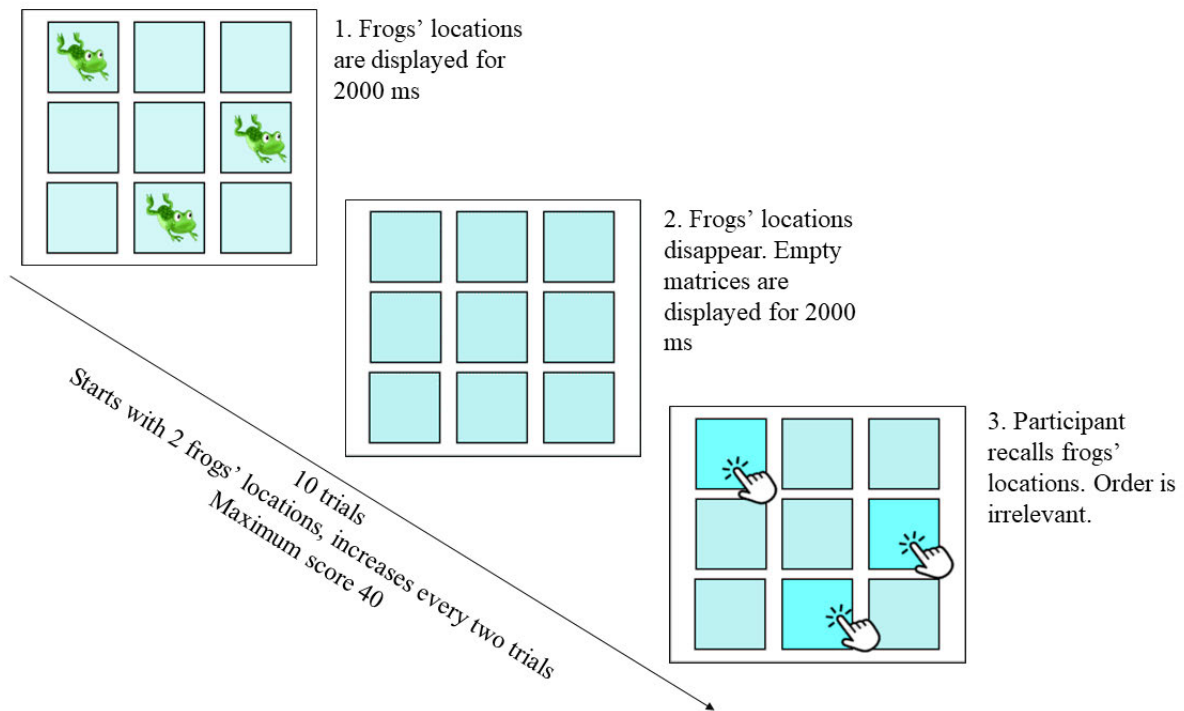 1. Frogs’ locations
are displayed for
2000 ms
2. Frogs’ locations
disappear. Empty
matrices are
displayed for 2000
ms
3. Participant
recalls frogs’
locations. Order is
irrelevant.
10 trials
Starts with 2 frogs’ locations, increases every two trials
Maximum score 40